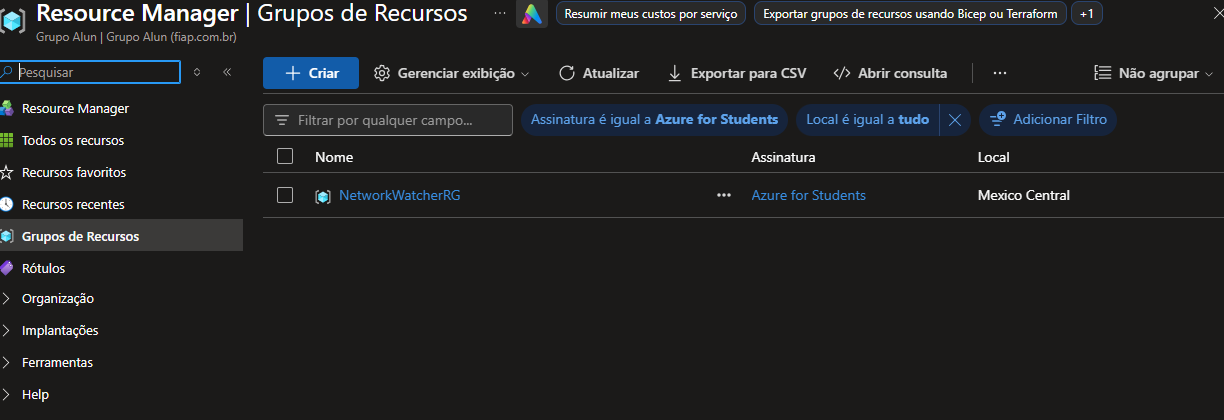 Resource Manager | Grupos de Recursos
Resumir meus custos por serviço
Exportar grupos de recursos usando Bicep ou Terraform
+1
Grupo Alun | Grupo Alun (fiap.com.br)
Pesquisar
Criar
Gerenciar exibição
Atualizar
Exportar para CSV
Abrir consulta
Não agrupar
Resource Manager
Todos os recursos
Recursos favoritos
Recursos recentes
Grupos de Recursos
Rótulos
Organização
Implantações
Ferramentas
Help
Filtrar por qualquer campo...
Assinatura é igual a Azure for Students
Local é igual a tudo
Adicionar Filtro
Nome Assinatura Local
NetworkWatcherRG Azure for Students Mexico Central